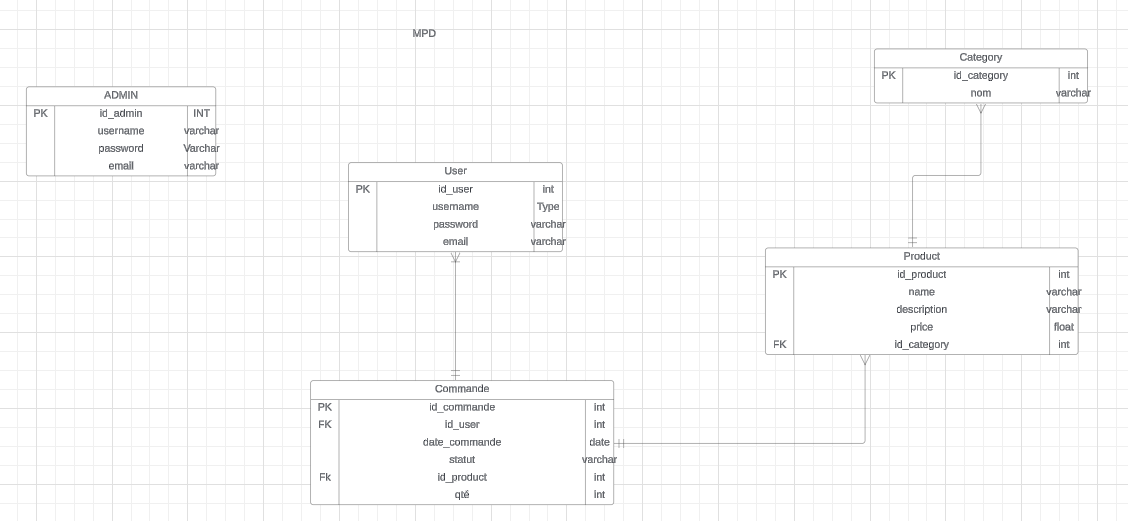 MPD
ADMIN
PK id_admin INT
username varchar
password Varchar
email varchar
User
PK id_user int
username Type
password varchar
email varchar
Category
PK id_category int
nom varchar
Product
PK id_product int
name varchar
description varchar
price float
FK id_category int
Commande
PK id_commande int
FK id_user int
date_commande date
statut varchar
Fk id_product int
qté int